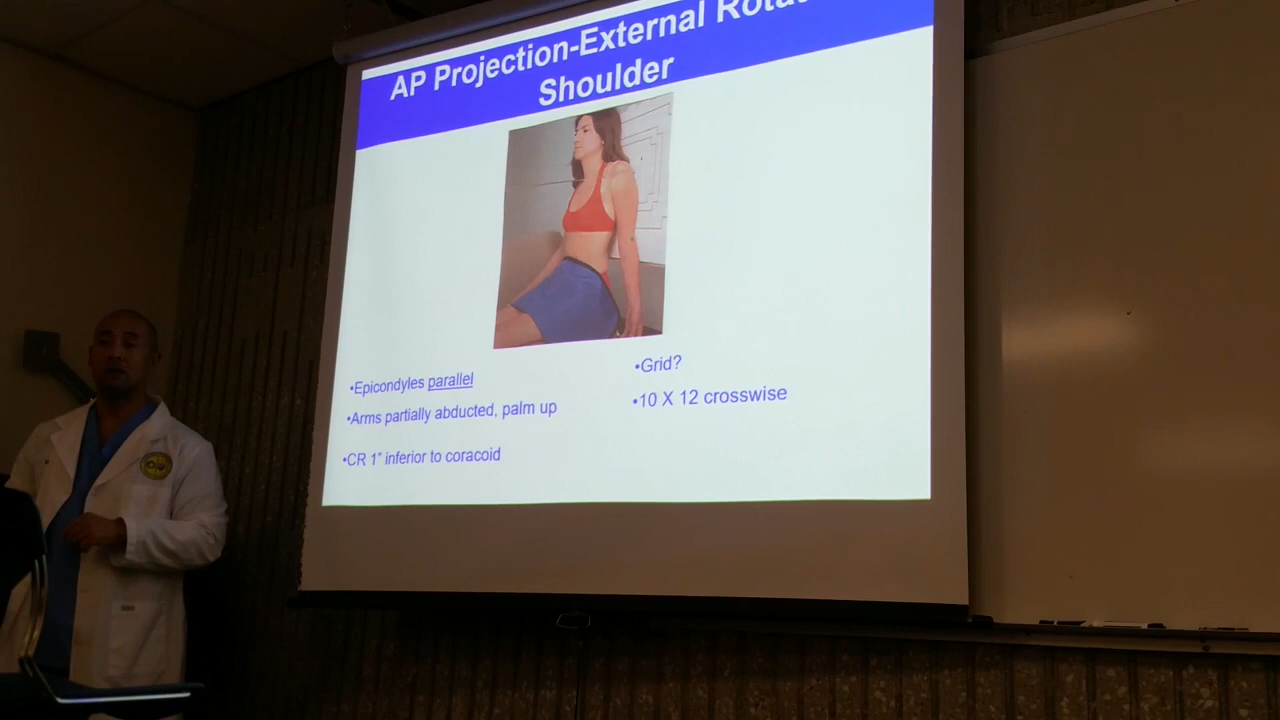 AP Projection-External
Shoulder
•Epicondyles parallel
•Arms partially abducted, palm up
•CR 1" inferior to coracoid
•Grid?
•10 X 12 crosswise